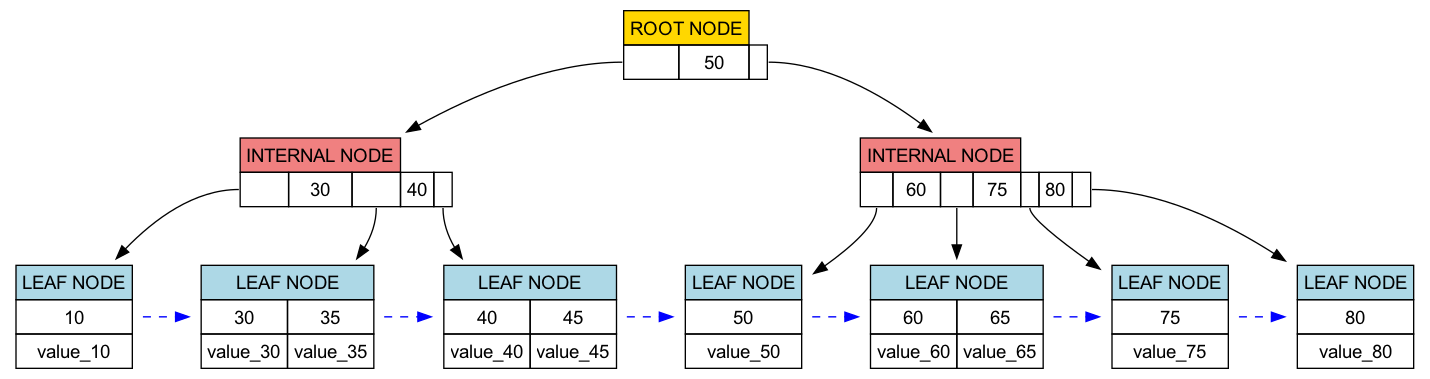 ROOT NODE
50
INTERNAL NODE INTERNAL NODE
30 40 60 75 80
LEAF NODE LEAF NODE LEAF NODE LEAF NODE LEAF NODE LEAF NODE LEAF NODE
10 30 35 40 45 50 60 65 75 80
value_10 value_30 value_35 value_40 value_45 value_50 value_60 value_65 value_75 value_80